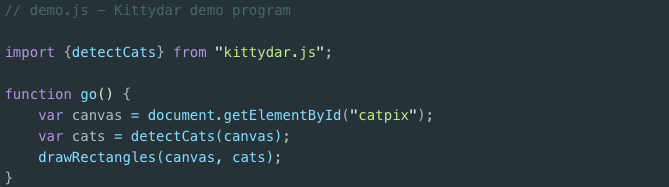 // demo.js – Kittydar demo program
import {detectCats} from "kittydar.js";
function go() {
    var canvas = document.getElementById("catpix");
    var cats = detectCats(canvas);
    drawRectangles(canvas, cats);
}